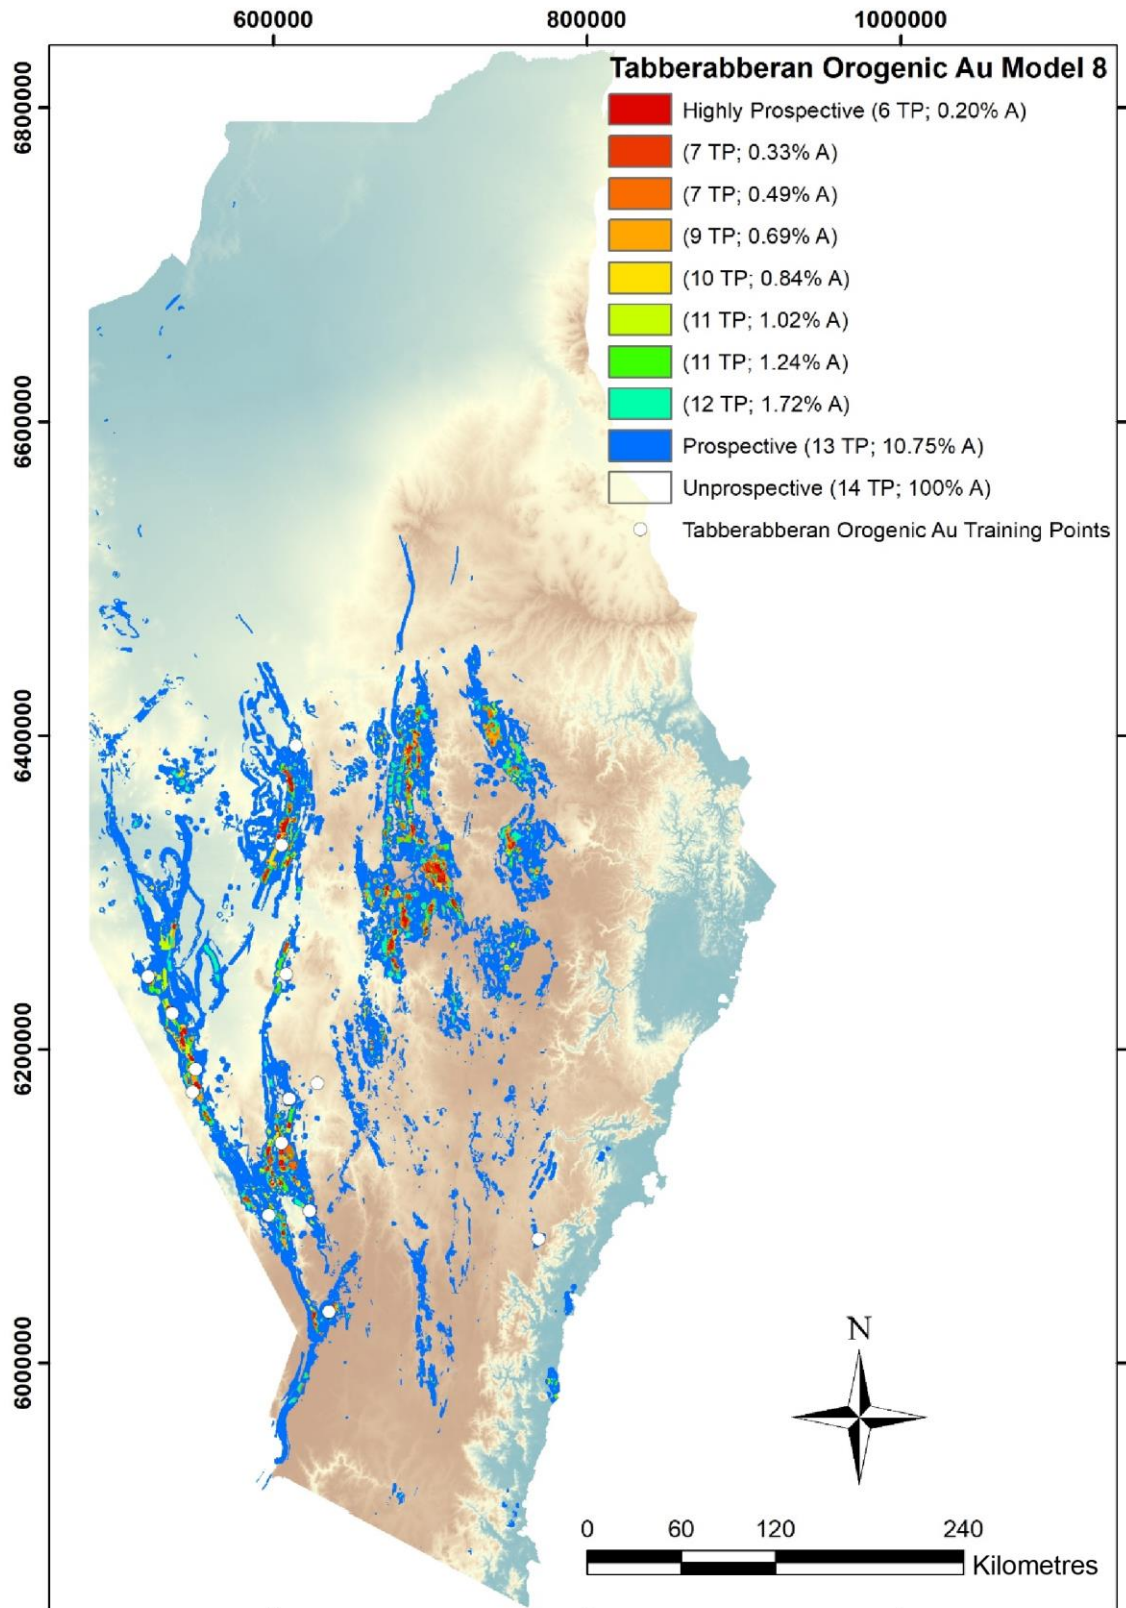 600000 800000 1000000
Tabberabberan Orogenic Au Model 8
Highly Prospective (6 TP; 0.20% A)
(7 TP; 0.33% A)
(7 TP; 0.49% A)
(9 TP; 0.69% A)
(10 TP; 0.84% A)
(11 TP; 1.02% A)
(11 TP; 1.24% A)
(12 TP; 1.72% A)
Prospective (13 TP; 10.75% A)
Unprospective (14 TP; 100% A)
Tabberabberan Orogenic Au Training Points
6800000
6600000
6400000
6200000
6000000
N
0 60 120 240
Kilometres